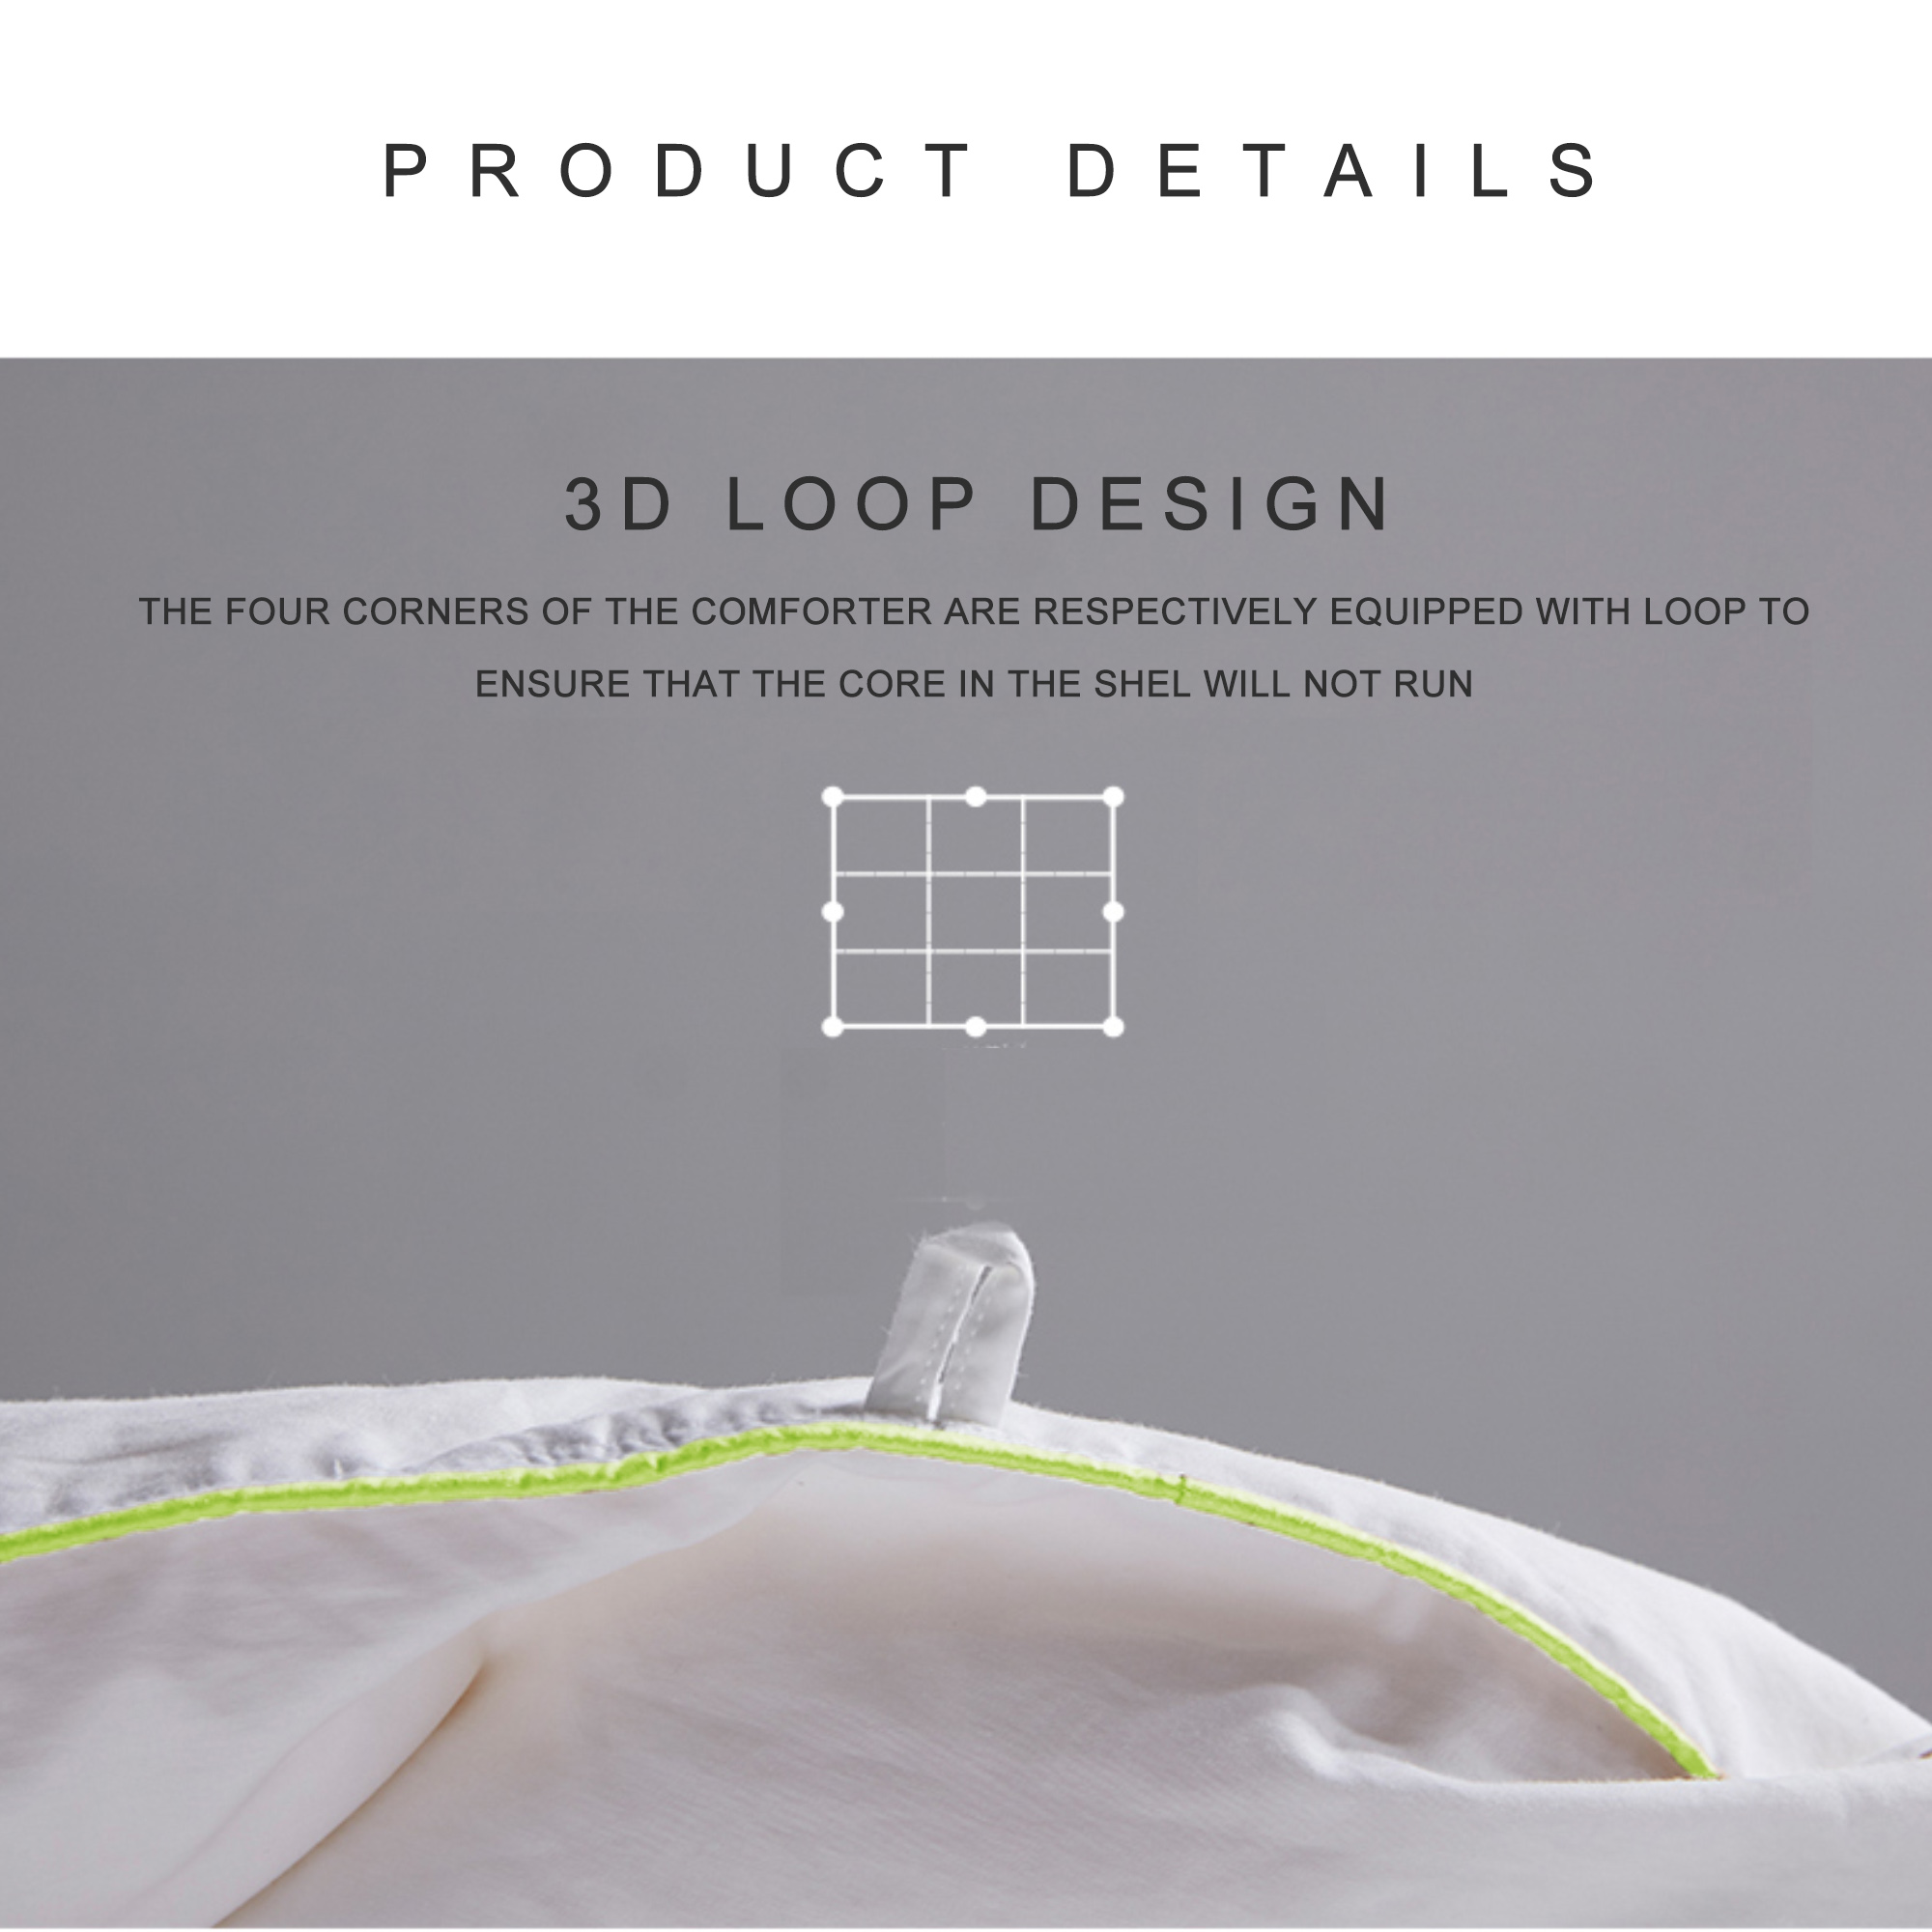 PRODUCT DETAILS
3D LOOP DESIGN
THE FOUR CORNERS OF THE COMFORTER ARE RESPECTIVELY EQUIPPED WITH LOOP TO
ENSURE THAT THE CORE IN THE SHEL WILL NOT RUN